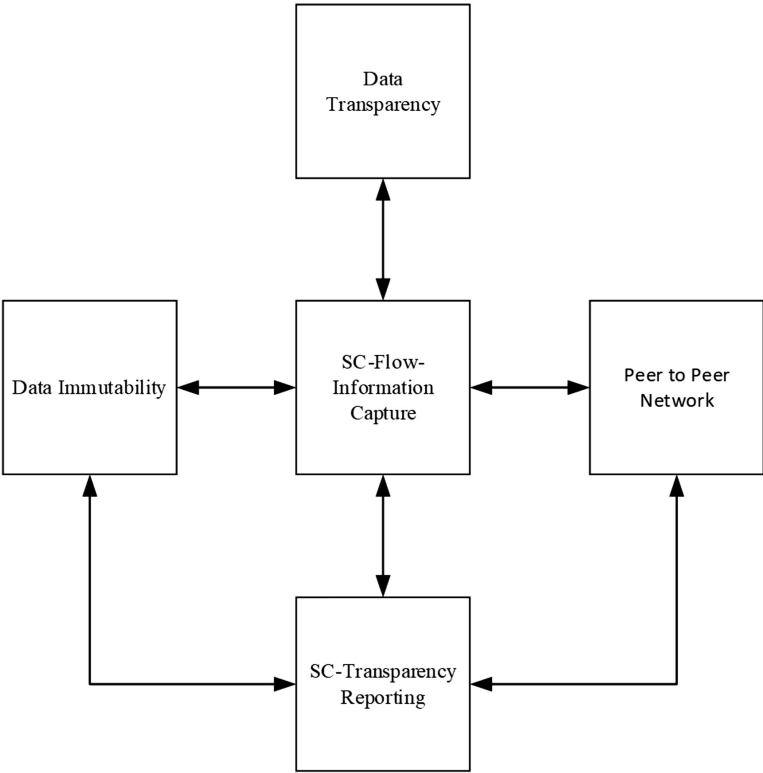 Data
Transparency
Data Immutability
SC-Flow-
Information
Capture
Peer to Peer
Network
SC-Transparency
Reporting